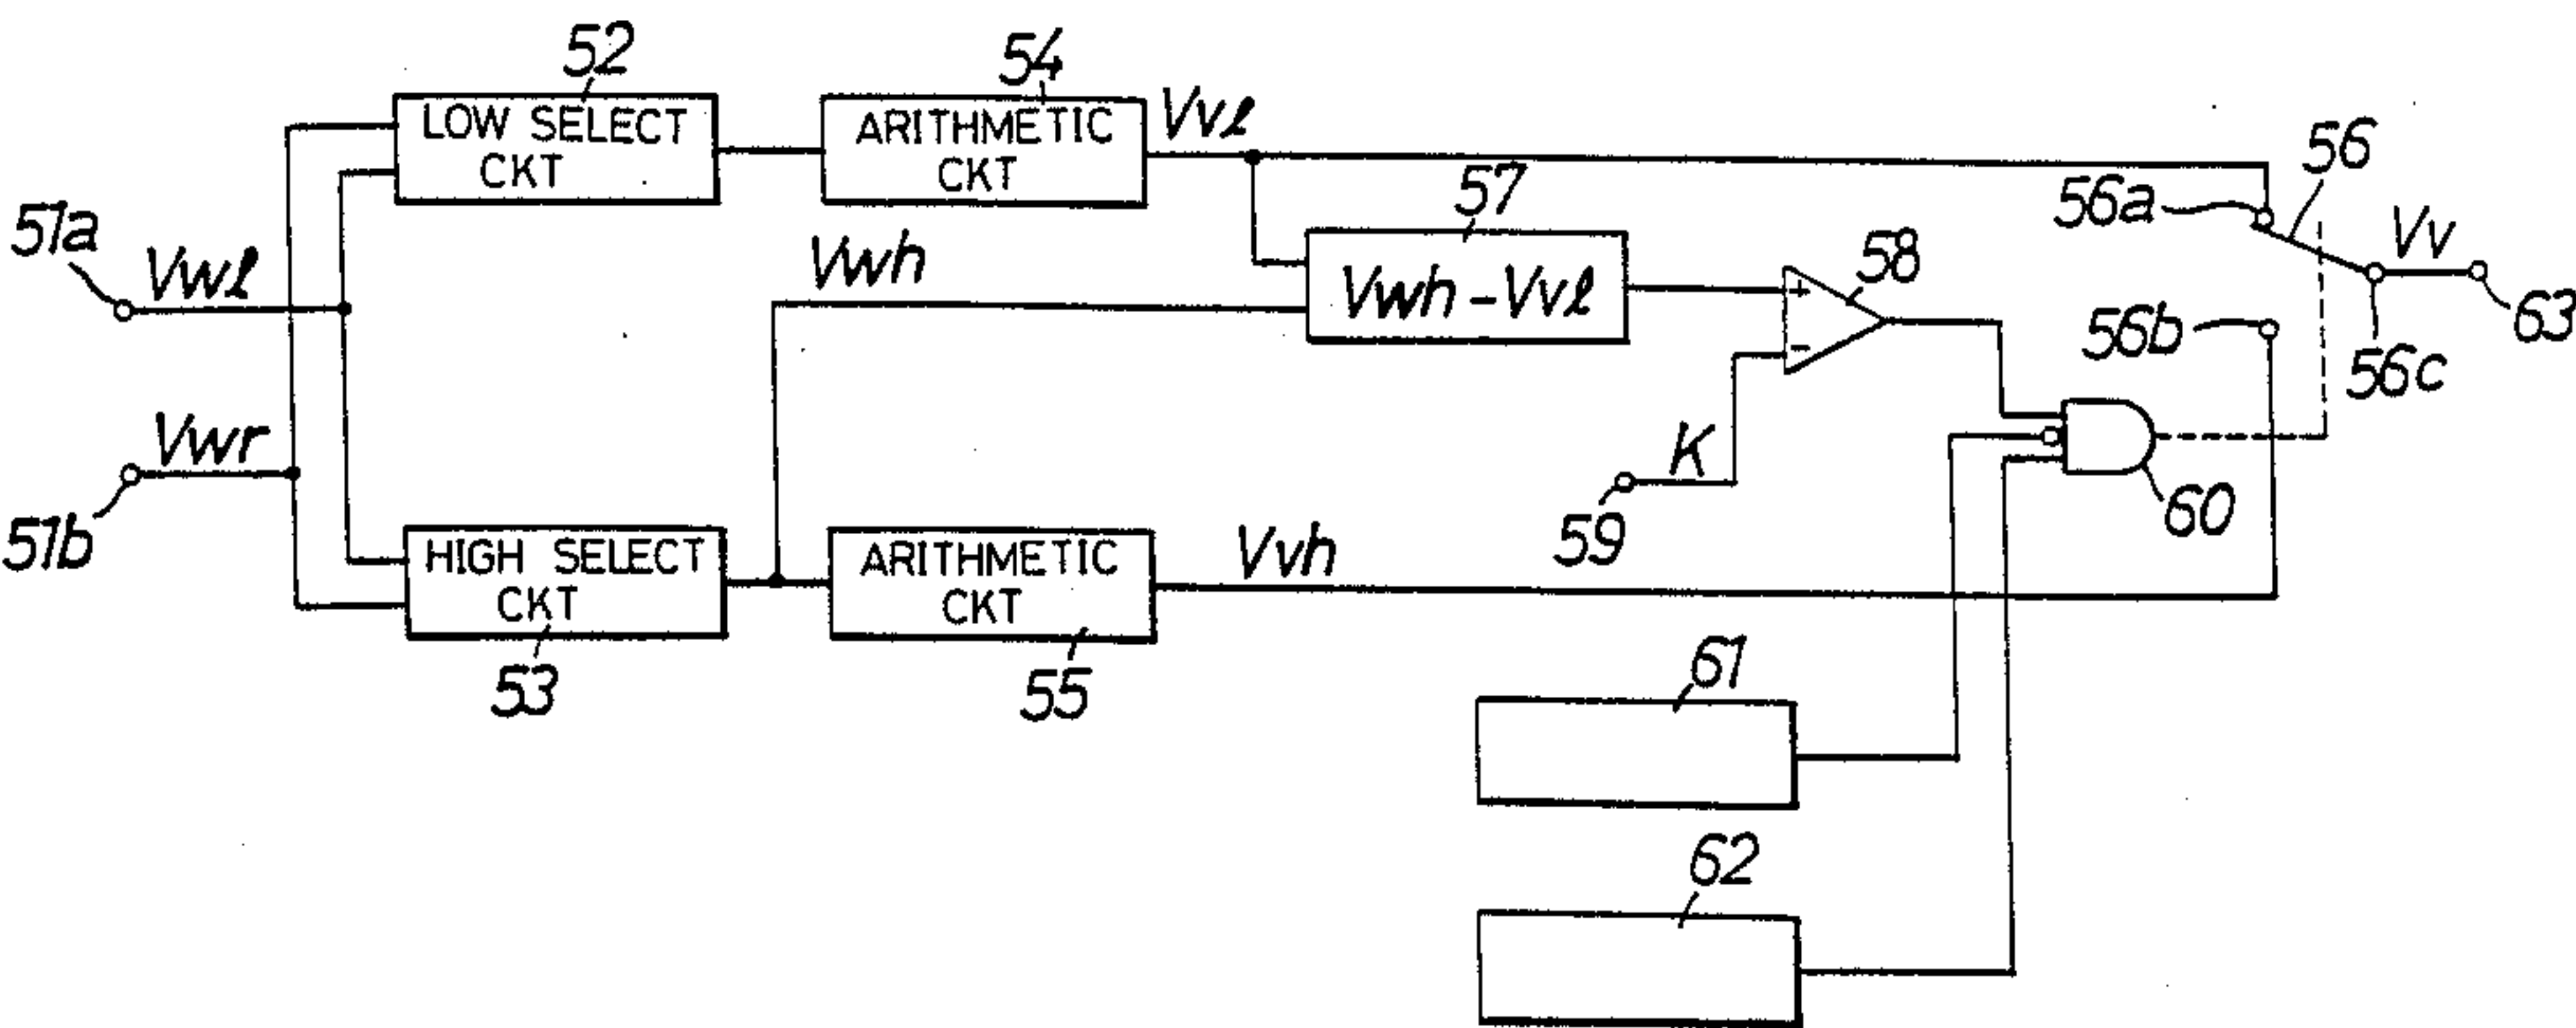 52
54
LOW SELECT
CKT
ARITHMETIC
CKT
Vvl
57
56
56a
51a
Vwl
Vwh
Vwh-Vvl
58
Vv
63
56b
56c
+
-
51b
Vwr
K
59
60
HIGH SELECT
CKT
ARITHMETIC
CKT
Vvh
53
55
61
62